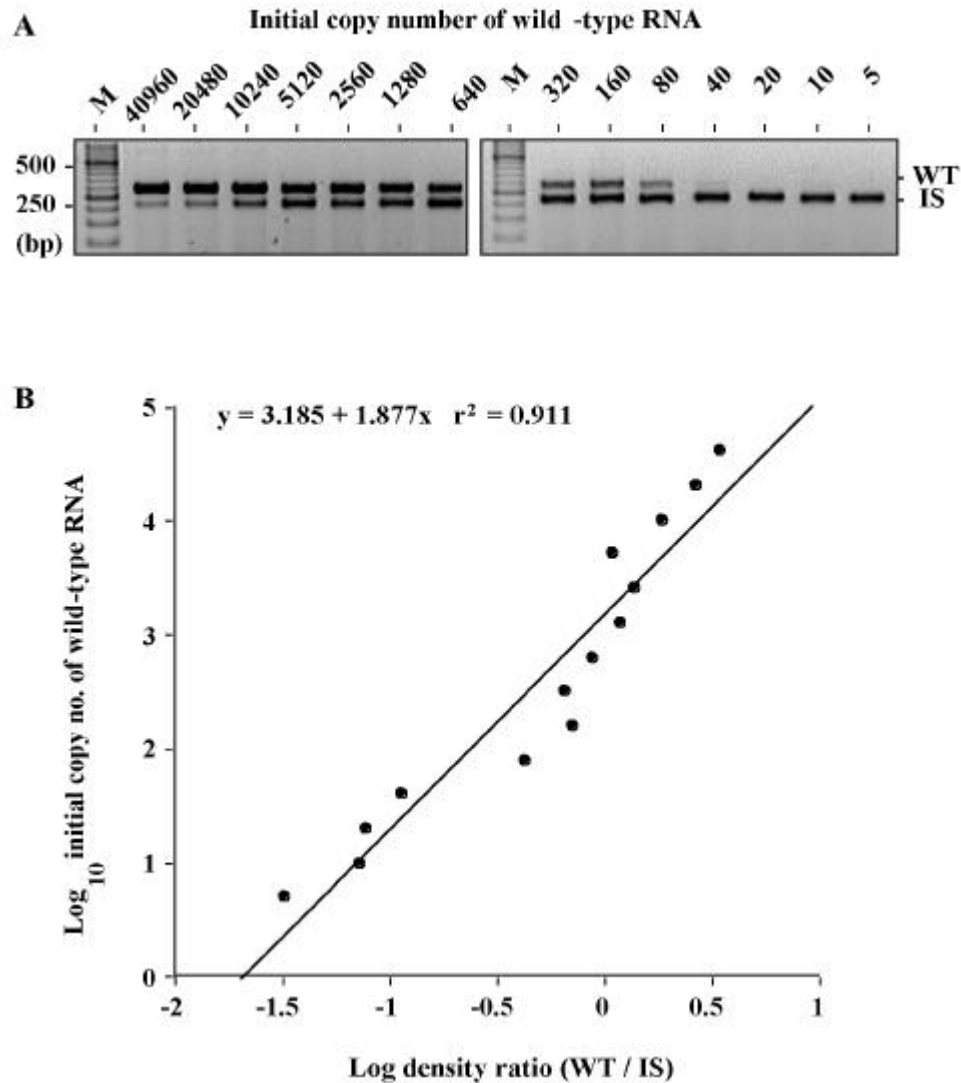 A
Initial copy number of wild -type RNA
M 40960 20480 10240 5120 2560 1280 640 M 320 160 80 40 20 10 5
500
250
(bp)
WT
IS
B
y = 3.185 + 1.877x r² = 0.911
Log10 initial copy no. of wild-type RNA
5
4
3
2
1
0
-2 -1.5 -1 -0.5 0 0.5 1
Log density ratio (WT / IS)